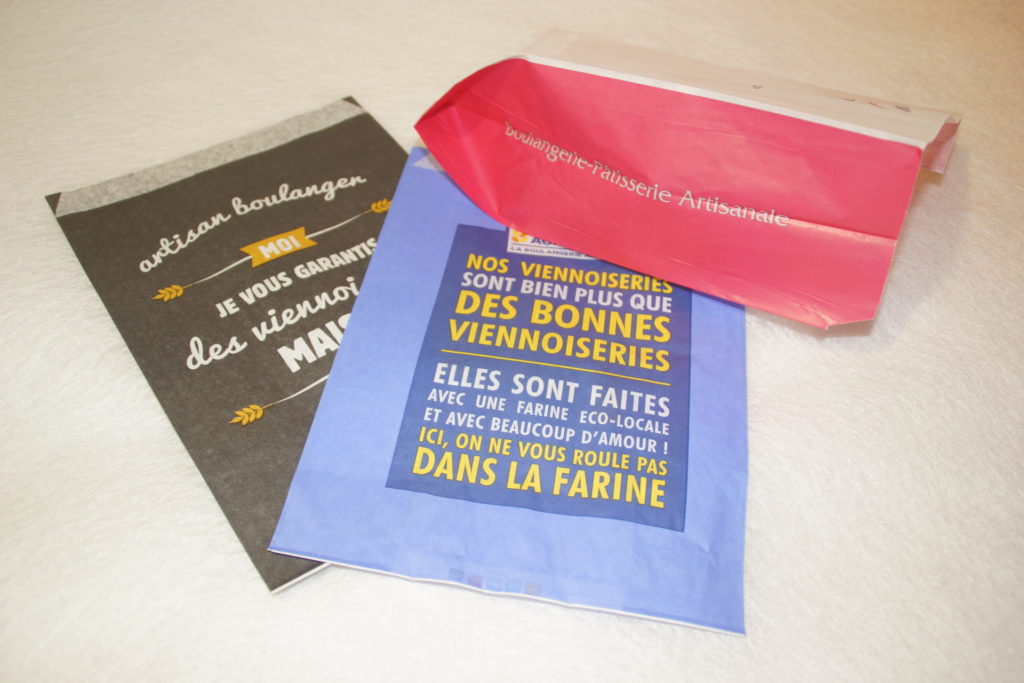 artisan boulanger
MOI
JE VOUS GARANTIS
des
MAIS
Boulangerie-Patisserie Artisanale
LA BOULANGERIE
NOS VIENNOISERIES
SONT BIEN PLUS QUE
DES BONNES
VIENNOISERIES
ELLES SONT FAITES
AVEC UNE FARINE ECO-LOCALE
ET AVEC BEAUCOUP D'AMOUR !
ICI, ON NE VOUS ROULE PAS
DANS LA FARINE